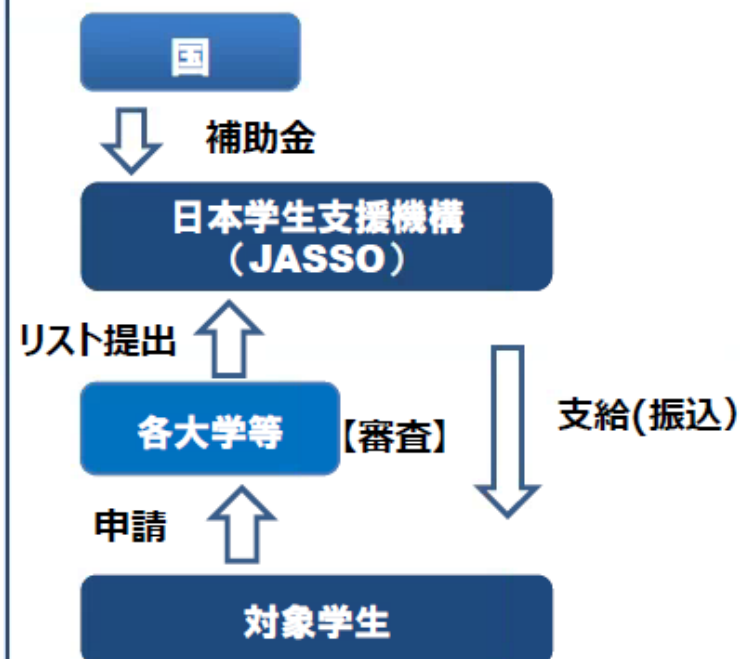 国
補助金
日本学生支援機構
（JASSO）
リスト提出
各大学等
【審査】
支給(振込）
申請
対象学生